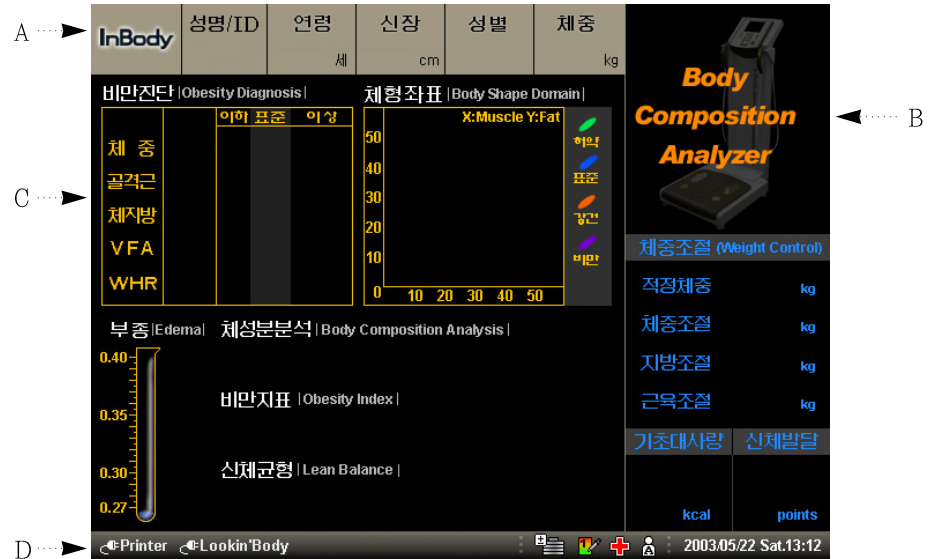 A
InBody
성명/ID
연령
세
신장
cm
성별
체중
kg
비만진단 |Obesity Diagnosis|
이하 표준 이상
체 중
골격근
체지방
VFA
WHR
C
체형좌표 |Body Shape Domain|
X:Muscle Y:Fat
50
40
30
20
10
0 10 20 30 40 50
허약
표준
강건
비만
Body
Composition
Analyzer
B
체중조절 (Weight Control)
적정체중 kg
체중조절 kg
지방조절 kg
근육조절 kg
기초대사량 신체발달
kcal points
부종 |Edema|
0.40
0.35
0.30
0.27
체성분분석 |Body Composition Analysis|
비만지표 |Obesity Index|
신체균형 |Lean Balance|
D
Printer Lookin'Body
2003/05/22 Sat.13:12